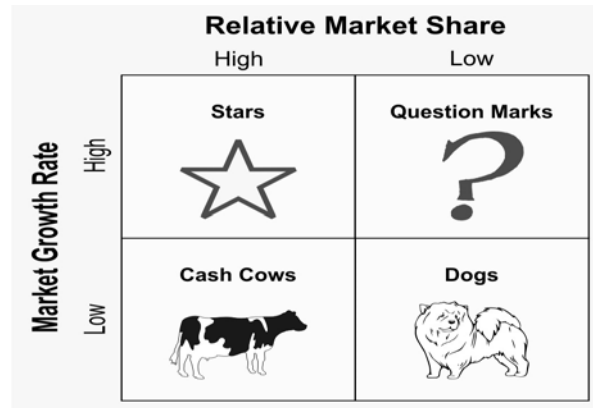 Relative Market Share
High Low
Stars Question Marks
Market Growth Rate
High
Cash Cows Dogs
Low